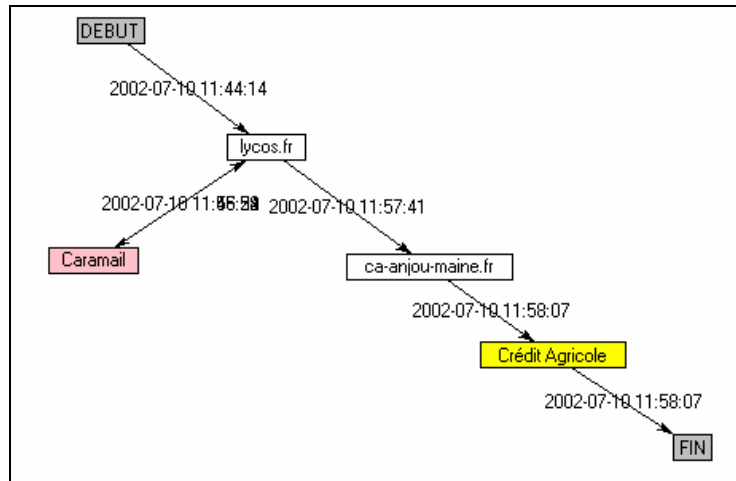 DEBUT
2002-07-10 11:44:14
lycos.fr
2002-07-10
2002-07-10 11:57:41
Caramail
ca-anjou-maine.fr
2002-07-10 11:58:07
Crédit Agricole
2002-07-10 11:58:07
FIN